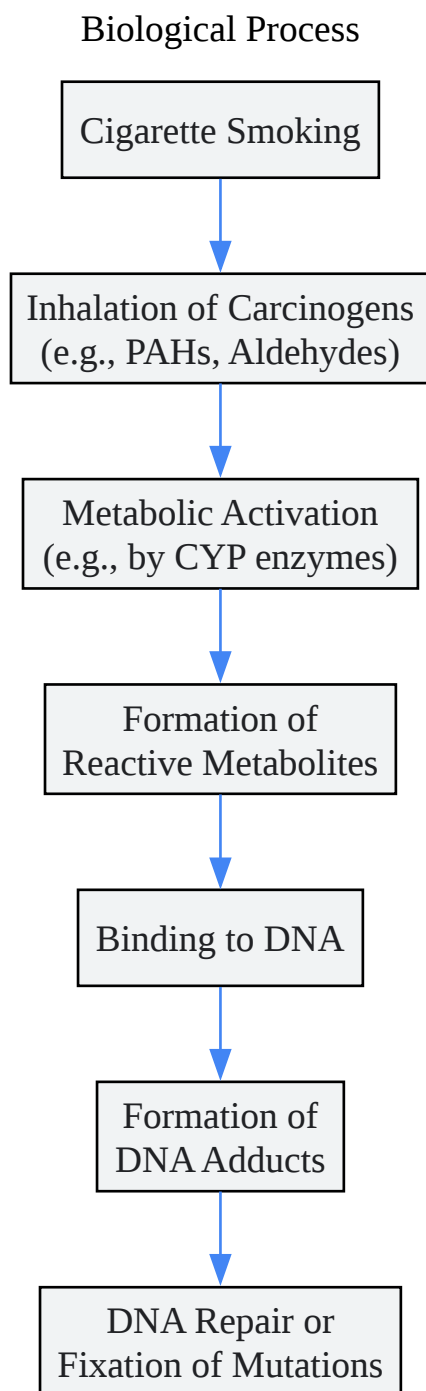 Biological Process
Cigarette Smoking
Inhalation of Carcinogens
(e.g., PAHs, Aldehydes)
Metabolic Activation
(e.g., by CYP enzymes)
Formation of
Reactive Metabolites
Binding to DNA
Formation of
DNA Adducts
DNA Repair or
Fixation of Mutations